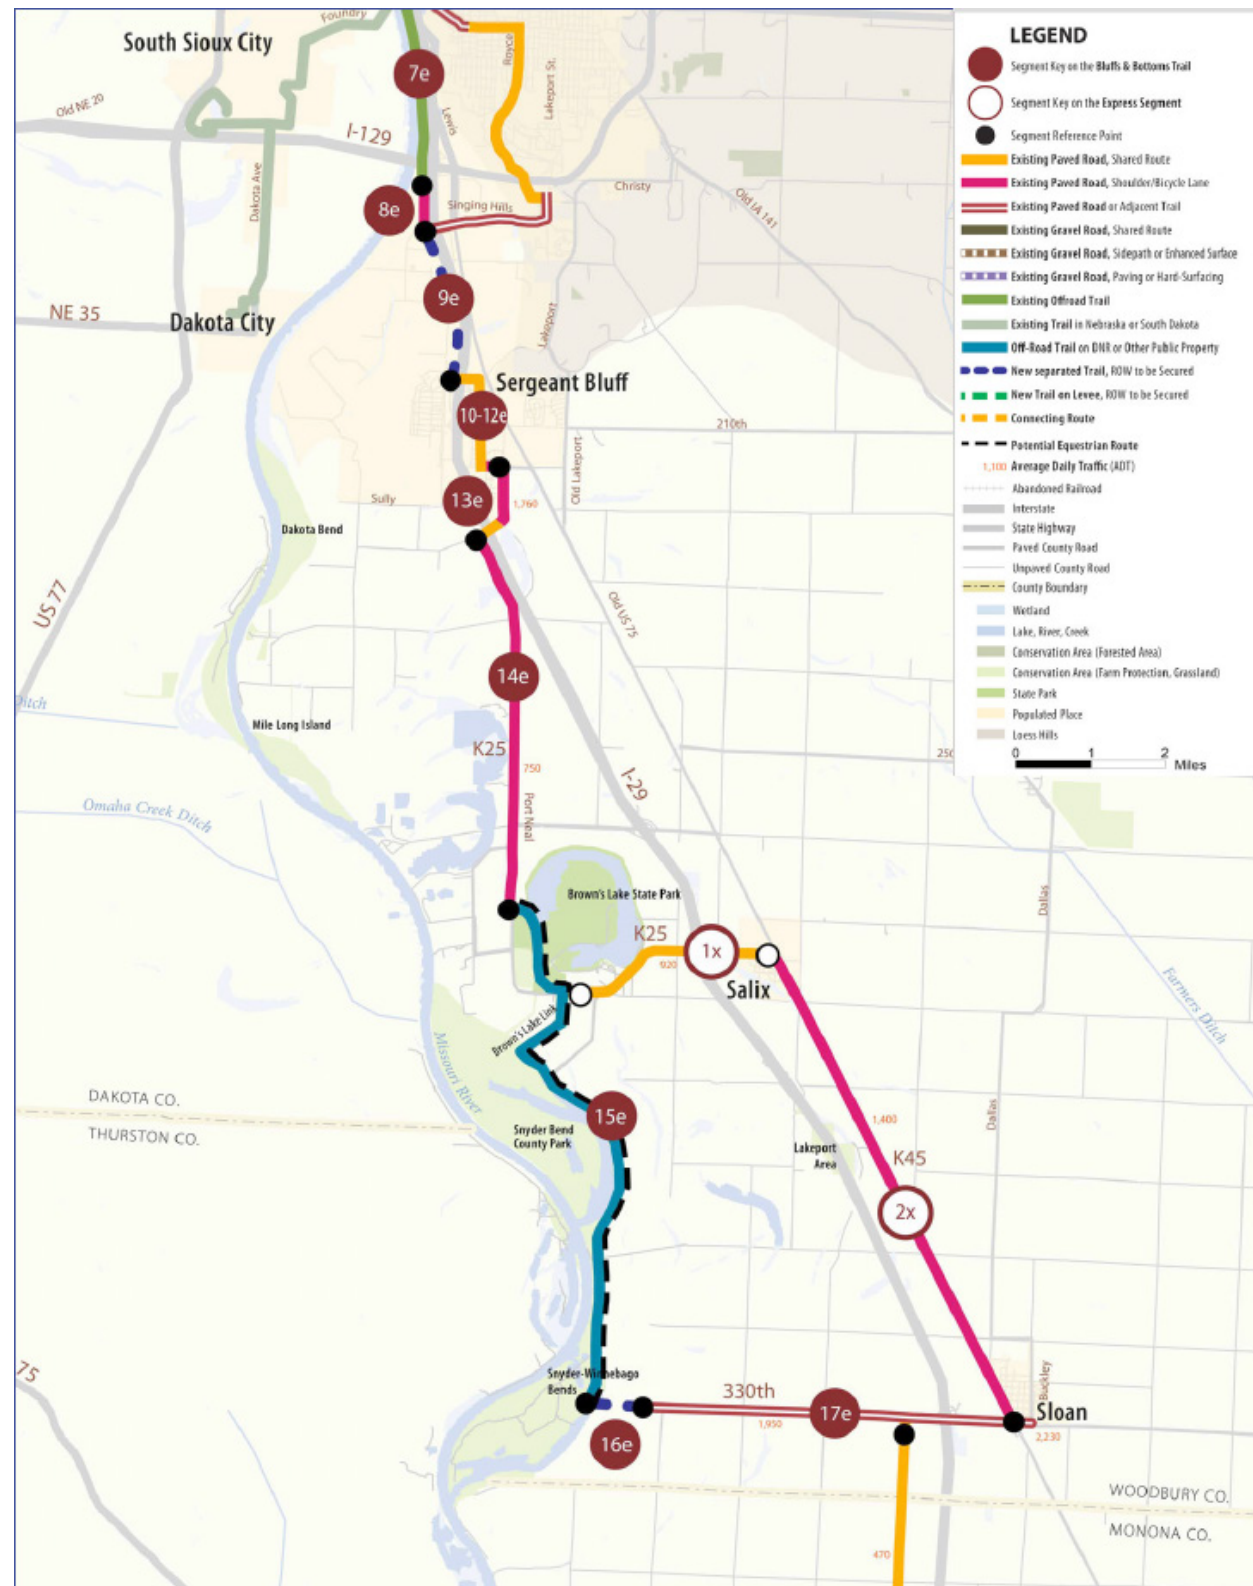 South Sioux City
Foundry
Royce
Lakeport St.
7e
Old NE 20
Lewis
I-129
Dakota Ave
Christy
Old IA 141
8e
Singing Hills
9e
NE 35
Dakota City
Lakeport
Sergeant Bluff
10-12e
210th
Old Lakeport
Sully
13e
1,760
Dakota Bend
US 77
Old US 75
14e
Ditch
Mile Long Island
K25
750
250
I-29
Port Neal
Omaha Creek Ditch
Brown's Lake State Park
Dallas
K25
1x
920
Salix
Farmers Ditch
Brown's Lake Link
Missouri River
DAKOTA CO.
THURSTON CO.
15e
Snyder Bend
County Park
1,400
Dallas
Lakeport
Area
K45
2x
75
Snyder-Winnebago
Bends
330th
17e
1,950
Buckley
Sloan
2,230
16e
WOODBURY CO.
MONONA CO.
470
LEGEND
Segment Key on the Bluffs & Bottoms Trail
Segment Key on the Express Segment
Segment Reference Point
Existing Paved Road, Shared Route
Existing Paved Road, Shoulder/Bicycle Lane
Existing Paved Road or Adjacent Trail
Existing Gravel Road, Shared Route
Existing Gravel Road, Sidepath or Enhanced Surface
Existing Gravel Road, Paving or Hard-Surfacing
Existing Offroad Trail
Existing Trail in Nebraska or South Dakota
Off-Road Trail on DNR or Other Public Property
New separated Trail, ROW to be Secured
New Trail on Levee, ROW to be Secured
Connecting Route
Potential Equestrian Route
1,100 Average Daily Traffic (ADT)
Abandoned Railroad
Interstate
State Highway
Paved County Road
Unpaved County Road
County Boundary
Wetland
Lake, River, Creek
Conservation Area (Forested Area)
Conservation Area (Farm Protection, Grassland)
State Park
Populated Place
Loess Hills
0 1 2
Miles